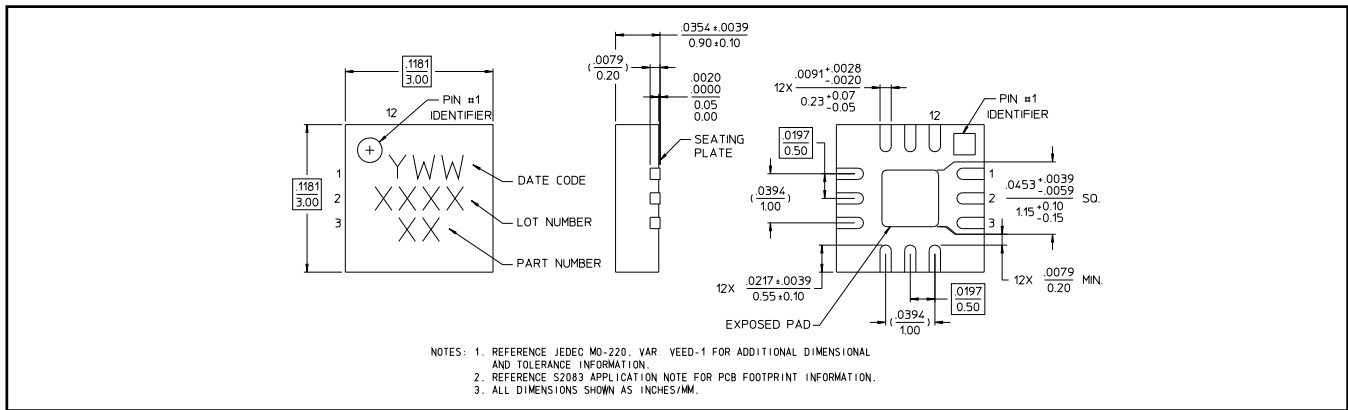 .1181
3.00
12
PIN #1
IDENTIFIER
.1181
3.00
1
2
3
YWW
XXXX
XX
DATE CODE
LOT NUMBER
PART NUMBER
.0354 ±.0039
0.90 ±0.10
(.0079
0.20)
.0020
.0000
0.05
0.00
SEATING
PLATE
12X .0091 +.0028
-.0020
0.23 +0.07
-0.05
12
PIN #1
IDENTIFIER
.0197
0.50
(.0394
1.00)
1
2
3
.0453 +.0039
-.0059 SQ.
1.15 +0.10
-0.15
12X .0217 ±.0039
0.55 ±0.10
12X .0079 MIN.
0.20
.0197
0.50
(.0394
1.00)
EXPOSED PAD
NOTES: 1. REFERENCE JEDEC MO-220, VAR. VEED-1 FOR ADDITIONAL DIMENSIONAL
AND TOLERANCE INFORMATION.
2. REFERENCE S2083 APPLICATION NOTE FOR PCB FOOTPRINT INFORMATION.
3. ALL DIMENSIONS SHOWN AS INCHES/MM.